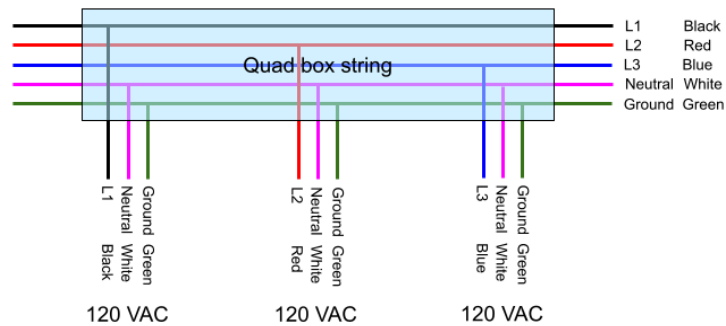 L1 Black
L2 Red
Quad box string
L3 Blue
Neutral White
Ground Green
L1 Black
Neutral White
Ground Green
L2 Red
Neutral White
Ground Green
L3 Blue
Neutral White
Ground Green
120 VAC
120 VAC
120 VAC